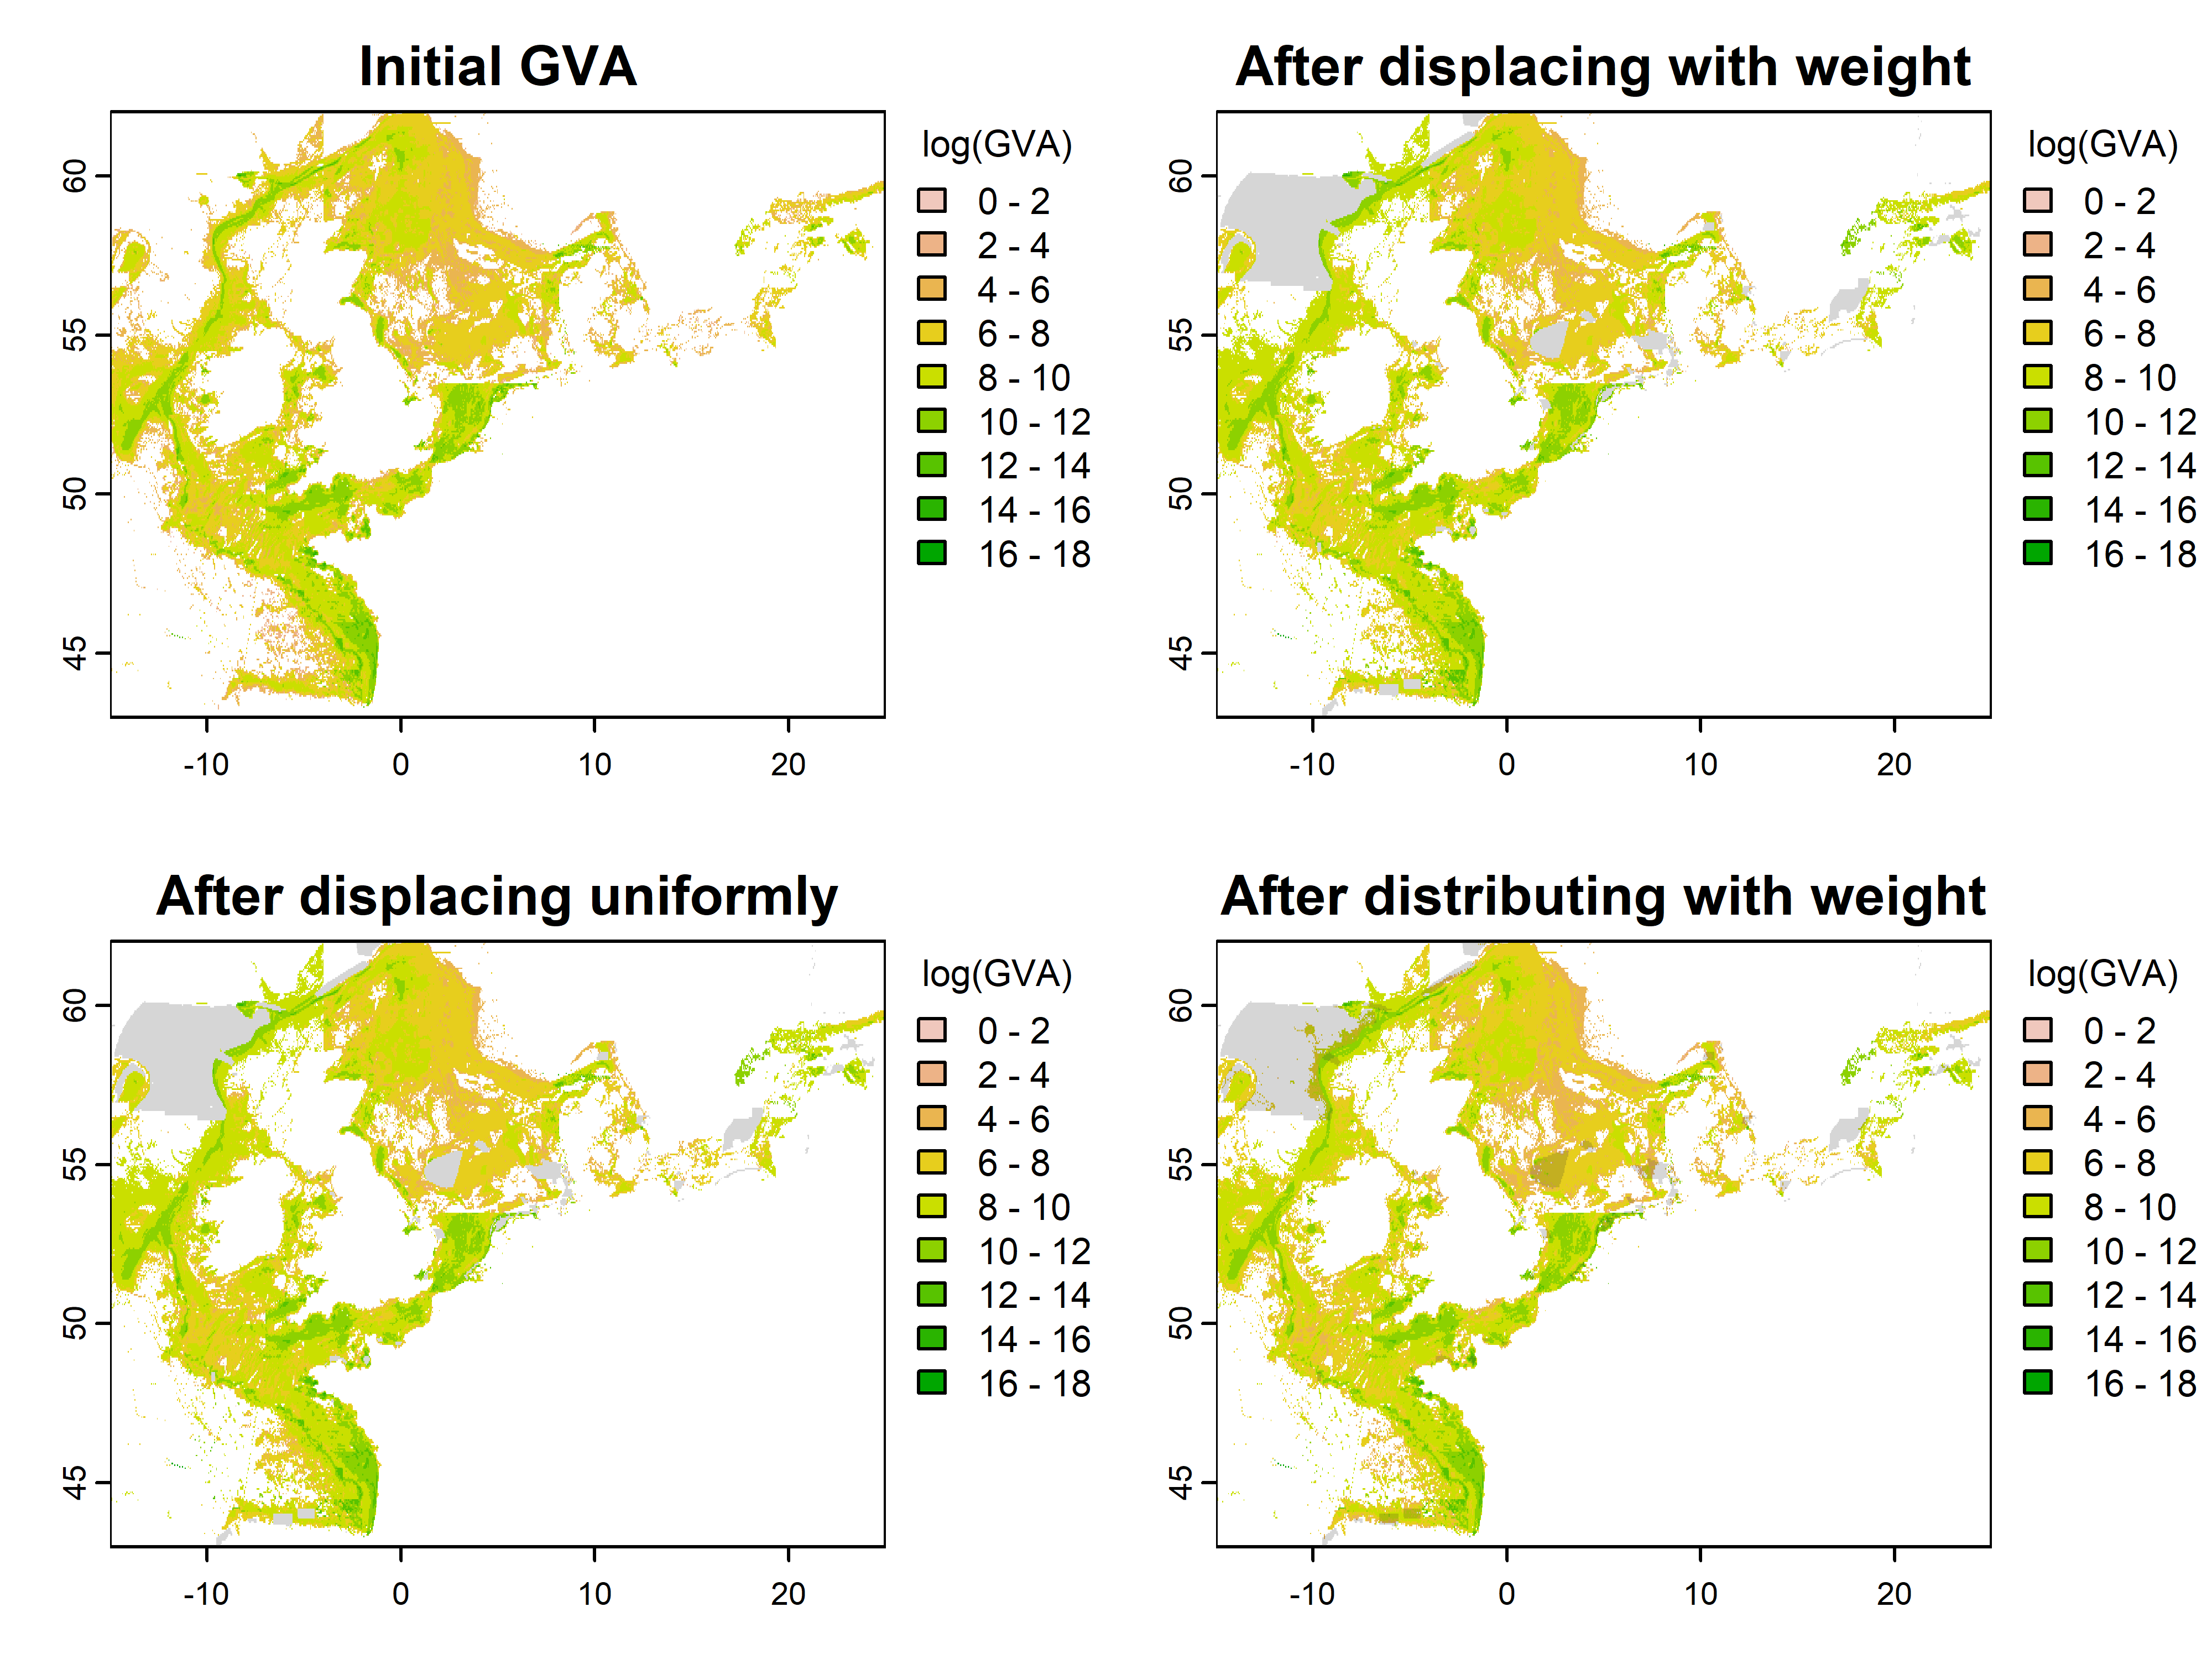 Initial GVA
60
55
50
45
-10
0
10
20
log(GVA)
0 - 2
2 - 4
4 - 6
6 - 8
8 - 10
10 - 12
12 - 14
14 - 16
16 - 18
After displacing with weight
60
55
50
45
-10
0
10
20
log(GVA)
0 - 2
2 - 4
4 - 6
6 - 8
8 - 10
10 - 12
12 - 14
14 - 16
16 - 18
After displacing uniformly
60
55
50
45
-10
0
10
20
log(GVA)
0 - 2
2 - 4
4 - 6
6 - 8
8 - 10
10 - 12
12 - 14
14 - 16
16 - 18
After distributing with weight
60
55
50
45
-10
0
10
20
log(GVA)
0 - 2
2 - 4
4 - 6
6 - 8
8 - 10
10 - 12
12 - 14
14 - 16
16 - 18